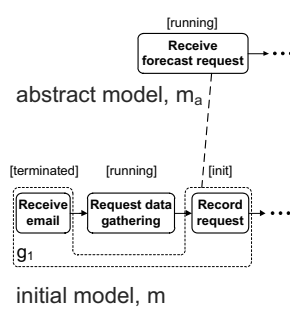 [running]
Receive
forecast request
abstract model, ma
[terminated] [running] [init]
Receive
email
Request data
gathering
Record
request
g1
initial model, m